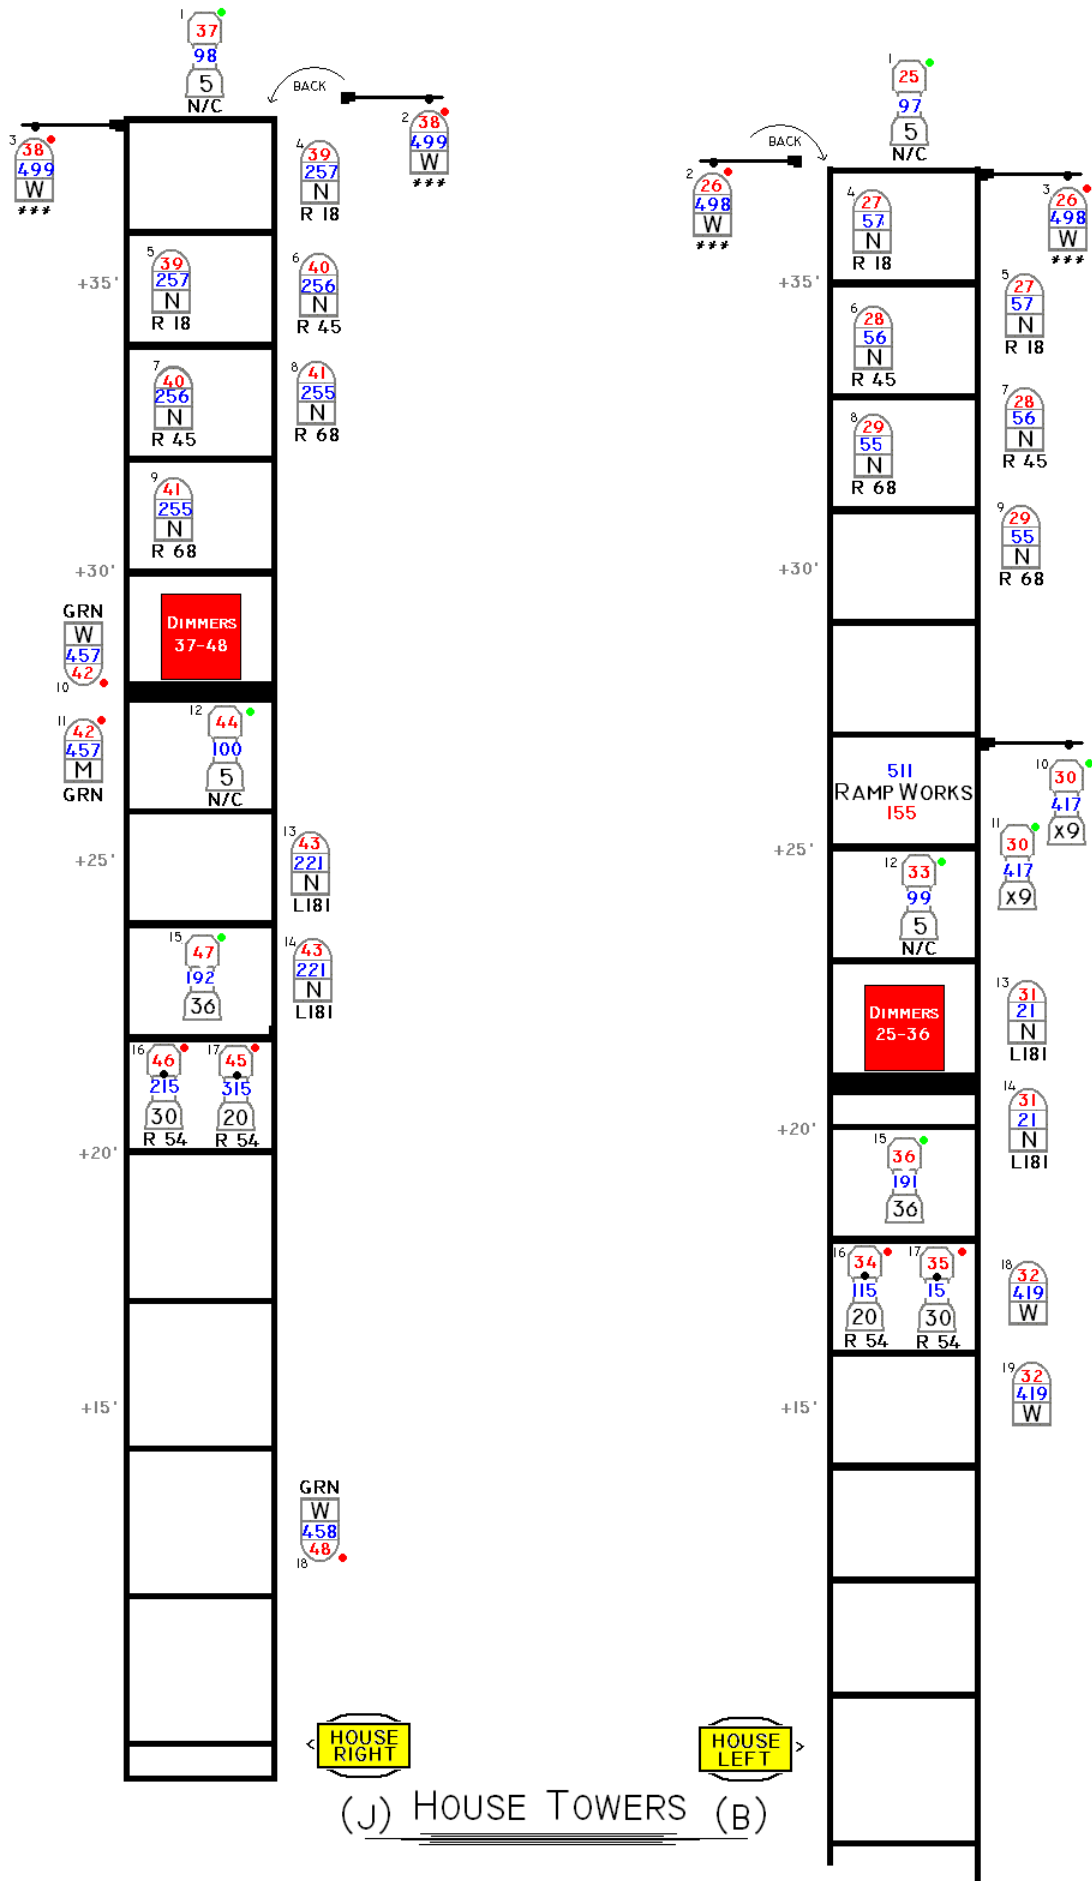 1
37
98
5
N/C
BACK
3
38
499
W
***
2
38
499
W
***
4
39
257
N
R 18
5
39
257
N
R 18
6
40
256
N
R 45
+35'
7
40
256
N
R 45
8
41
255
N
R 68
9
41
255
N
R 68
+30'
DIMMERS
37-48
GRN
W
457
42
10
11
42
457
M
GRN
12
44
100
5
N/C
13
43
221
N
L181
+25'
14
43
221
N
L181
15
47
192
36
16
46
215
30
R 54
17
45
315
20
R 54
+20'
+15'
GRN
W
458
48
18
HOUSE
RIGHT
<
1
25
97
5
N/C
BACK
2
26
498
W
***
3
26
498
W
***
4
27
57
N
R 18
+35'
5
27
57
N
R 18
6
28
56
N
R 45
7
28
56
N
R 45
8
29
55
N
R 68
9
29
55
N
R 68
+30'
511
RAMP WORKS
155
10
30
417
x9
11
30
417
x9
+25'
12
33
99
5
N/C
DIMMERS
25-36
13
31
21
N
L181
14
31
21
N
L181
+20'
15
36
191
36
16
34
115
20
R 54
17
35
15
30
R 54
18
32
419
W
19
32
419
W
+15'
HOUSE
LEFT
>
(J) HOUSE TOWERS (B)